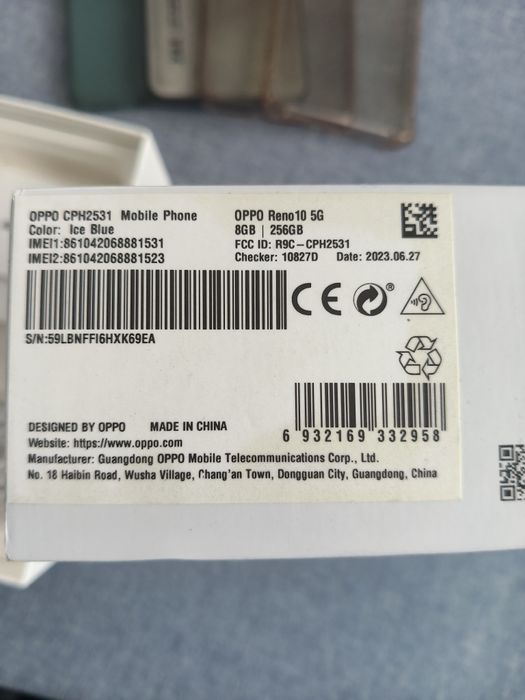 OPPO CPH2531 Mobile Phone
OPPO Reno10 5G
Color: Ice Blue
8GB | 256GB
IMEI1:861042068881531
FCC ID: R9C-CPH2531
IMEI2:861042068881523
Checker: 10827D Date: 2023.06.27
CE
S/N:59LBNFFI6HXK69EA
6 932169 332958
DESIGNED BY OPPO MADE IN CHINA
Website: https://www.oppo.com
Manufacturer: Guangdong OPPO Mobile Telecommunications Corp., Ltd.
No. 18 Haibin Road, Wusha Village, Chang'an Town, Dongguan City, Guangdong, China